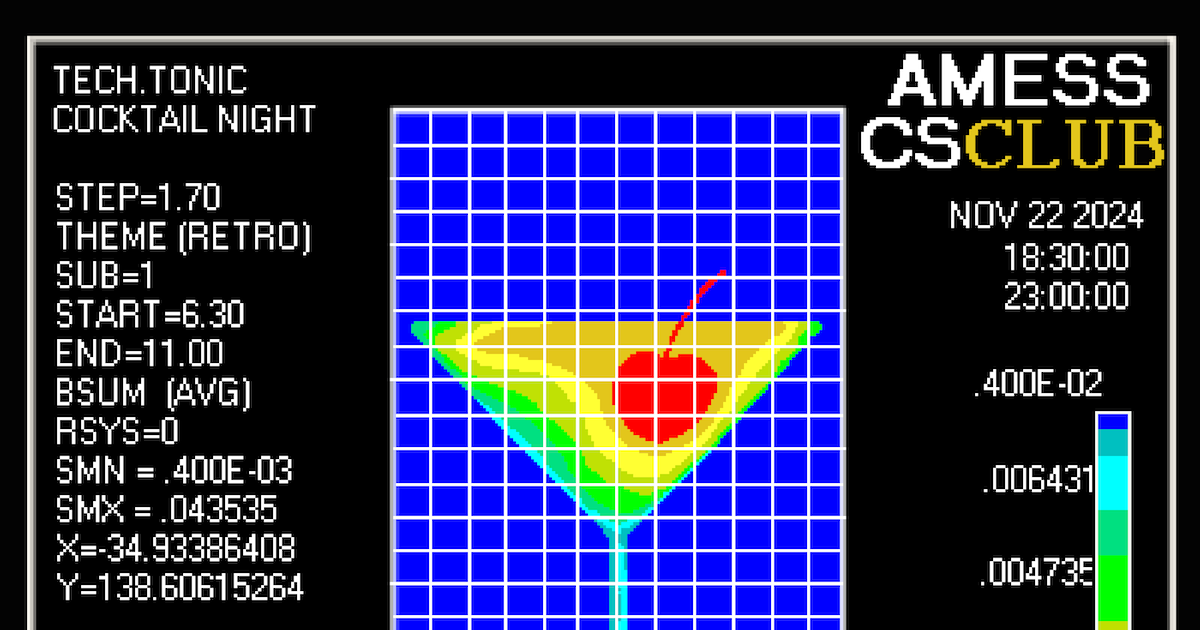 TECH.TONIC
COCKTAIL NIGHT
STEP=1.70
THEME (RETRO)
SUB=1
START=6.30
END=11.00
BSUM (AVG)
RSYS=0
SMN = .400E-03
SMX = .043535
X=-34.93386408
Y=138.60615264
AMESS
CSCLUB
NOV 22 2024
18:30:00
23:00:00
.400E-02
.006431
.004735